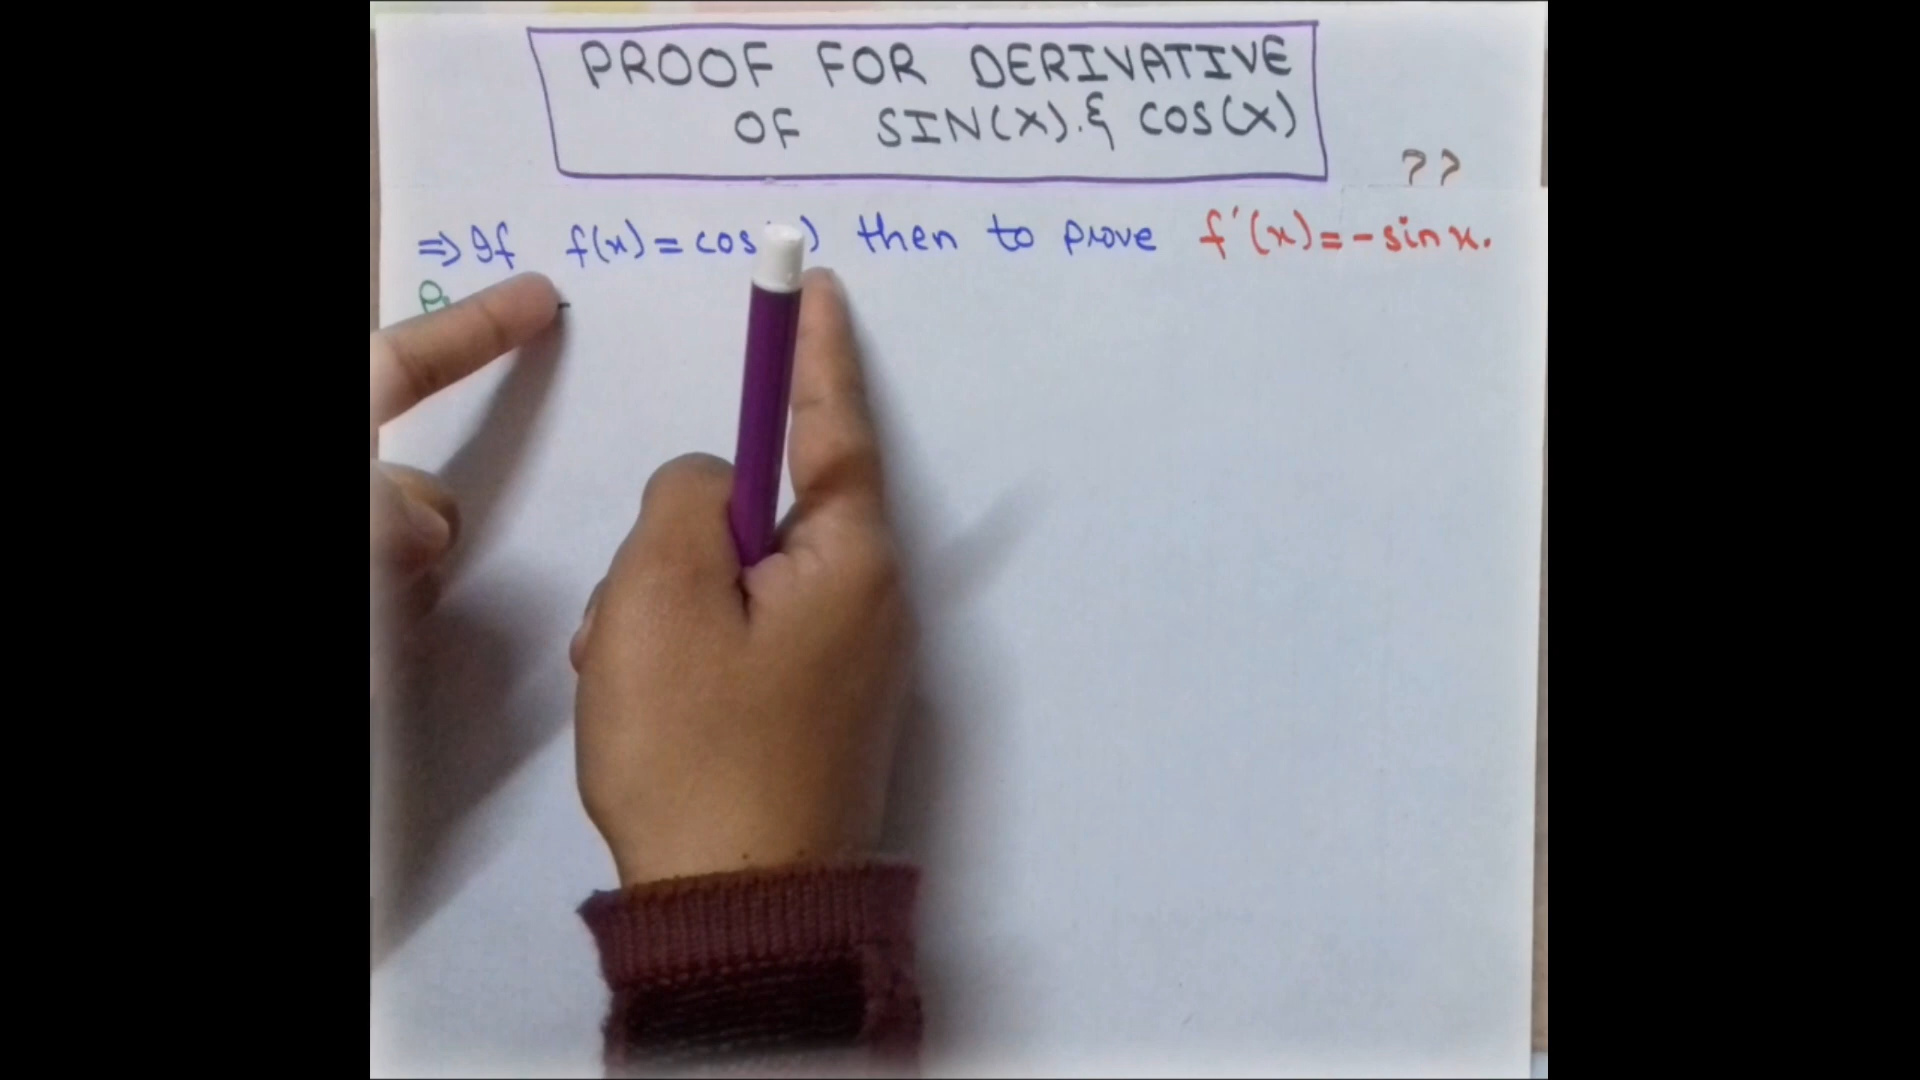 PROOF FOR DERIVATIVE
OF SIN(X). & COS(X)
??
⇒ If f(x) = cos ) then to prove f'(x) = - sin x.